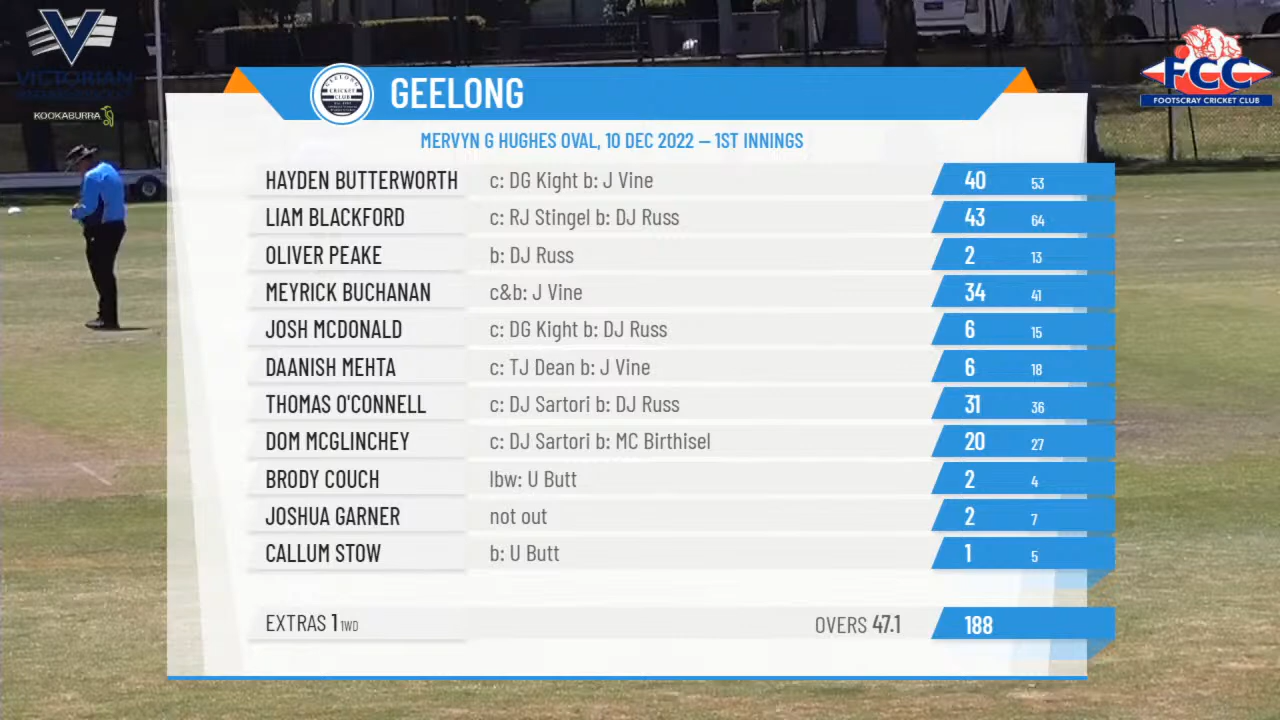 VICTORIAN
KOOKABURRA
FCC
FOOTSCRAY CRICKET CLUB
CRICKET
CLUB
GEELONG
MERVYN G HUGHES OVAL, 10 DEC 2022 – 1ST INNINGS
HAYDEN BUTTERWORTH c: DG Kight b: J Vine 40 53
LIAM BLACKFORD c: RJ Stingel b: DJ Russ 43 64
OLIVER PEAKE b: DJ Russ 2 13
MEYRICK BUCHANAN c&b: J Vine 34 41
JOSH MCDONALD c: DG Kight b: DJ Russ 6 15
DAANISH MEHTA c: TJ Dean b: J Vine 6 18
THOMAS O'CONNELL c: DJ Sartori b: DJ Russ 31 36
DOM MCGLINCHEY c: DJ Sartori b: MC Birthisel 20 27
BRODY COUCH lbw: U Butt 2 4
JOSHUA GARNER not out 2 7
CALLUM STOW b: U Butt 1 5
EXTRAS 1 1WD OVERS 47.1 188